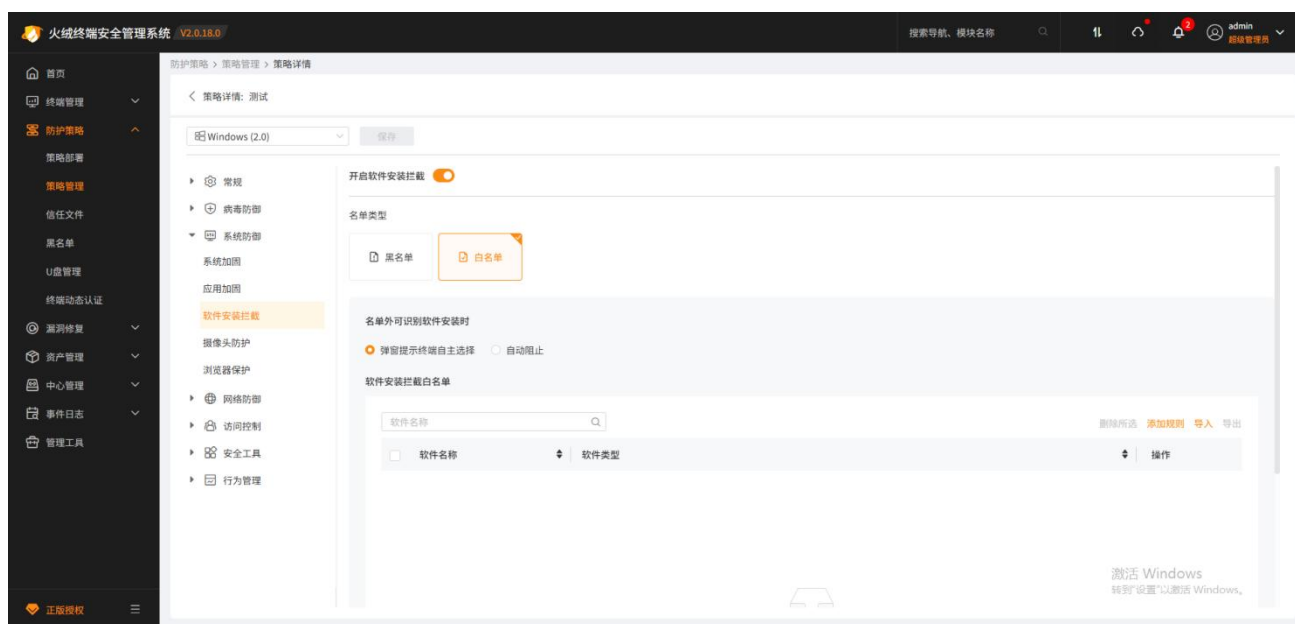 火绒终端安全管理系统 V2.0.18.0
搜索导航、模块名称
2
admin
超级管理员
首页
终端管理
防护策略
策略部署
策略管理
信任文件
黑名单
U盘管理
终端动态认证
漏洞修复
资产管理
中心管理
事件日志
管理工具
正版授权
防护策略 > 策略管理 > 策略详情
策略详情: 测试
Windows (2.0)
保存
常规
病毒防御
系统防御
系统加固
应用加固
软件安装拦截
摄像头防护
浏览器保护
网络防御
访问控制
安全工具
行为管理
开启软件安装拦截
名单类型
黑名单
白名单
名单外可识别软件安装时
弹窗提示终端自主选择 自动阻止
软件安装拦截白名单
软件名称
删除所选 添加规则 导入 导出
软件名称 软件类型 操作
激活 Windows
转到"设置"以激活 Windows。